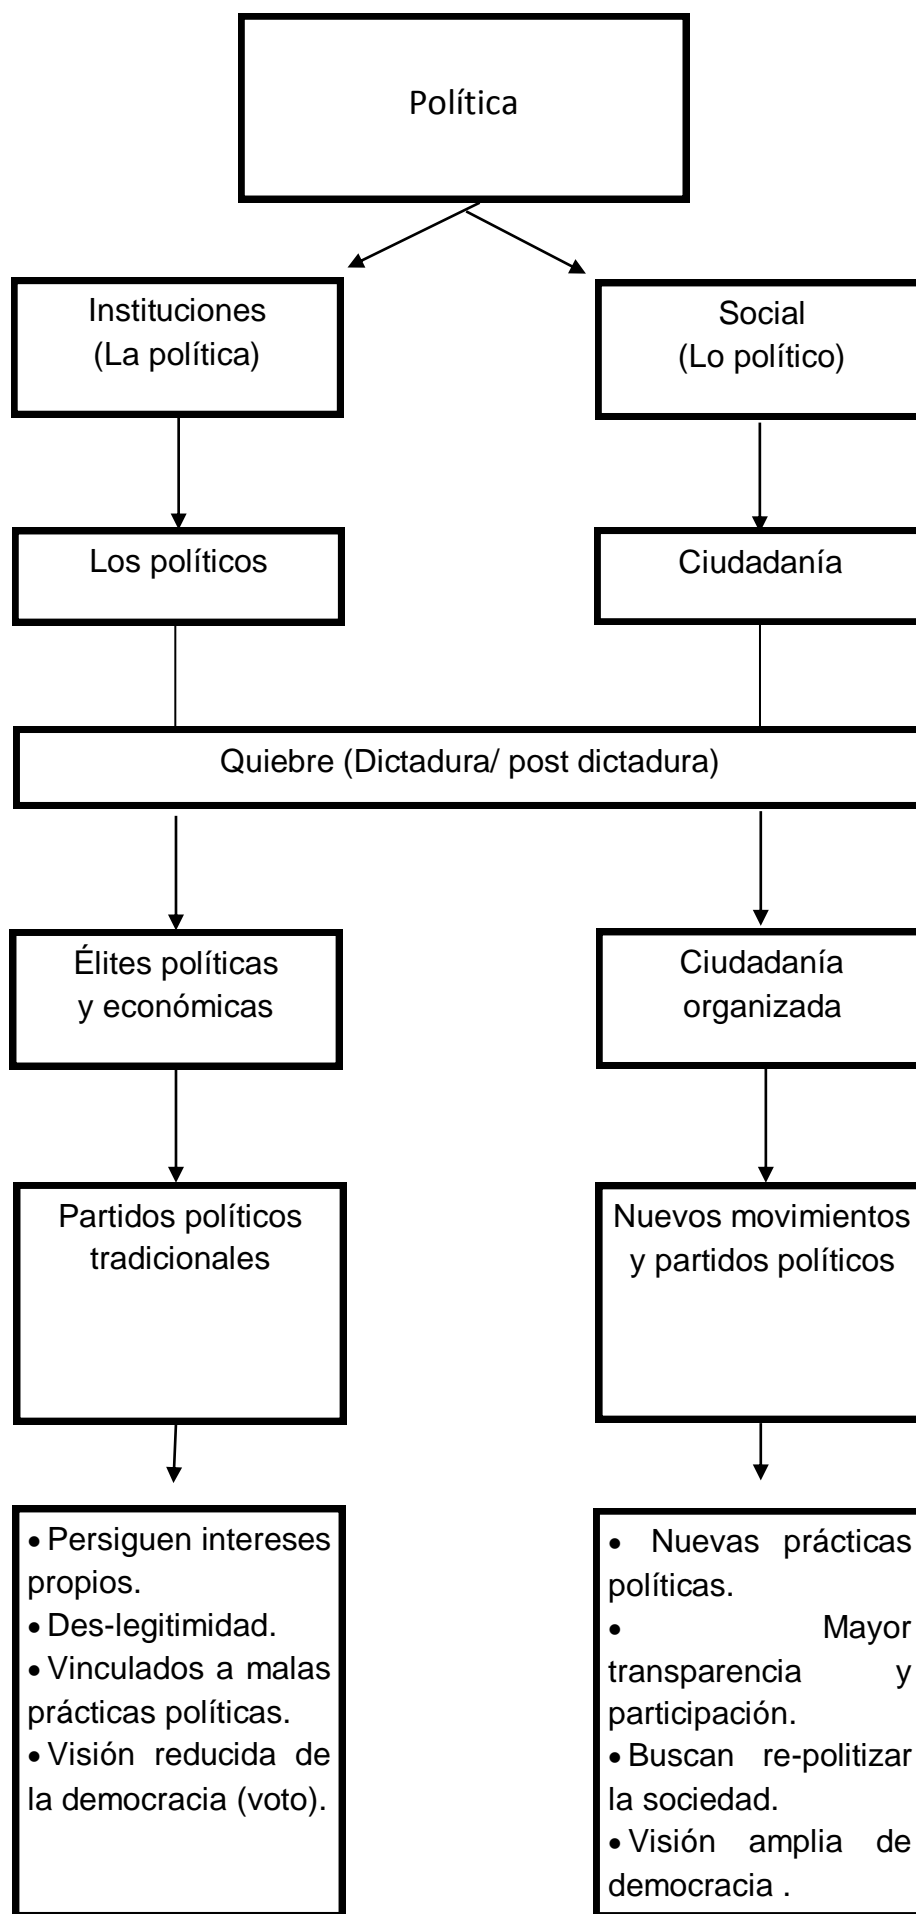 Política
Instituciones
(La política)
Social
(Lo político)
Los políticos
Ciudadanía
Quiebre (Dictadura/ post dictadura)
Élites políticas
y económicas
Ciudadanía
organizada
Partidos políticos
tradicionales
Nuevos movimientos
y partidos políticos
• Persiguen intereses
propios.
• Des-legitimidad.
• Vinculados a malas
prácticas políticas.
• Visión reducida de
la democracia (voto).
• Nuevas prácticas
políticas.
• Mayor
transparencia y
participación.
• Buscan re-politizar
la sociedad.
• Visión amplia de
democracia .